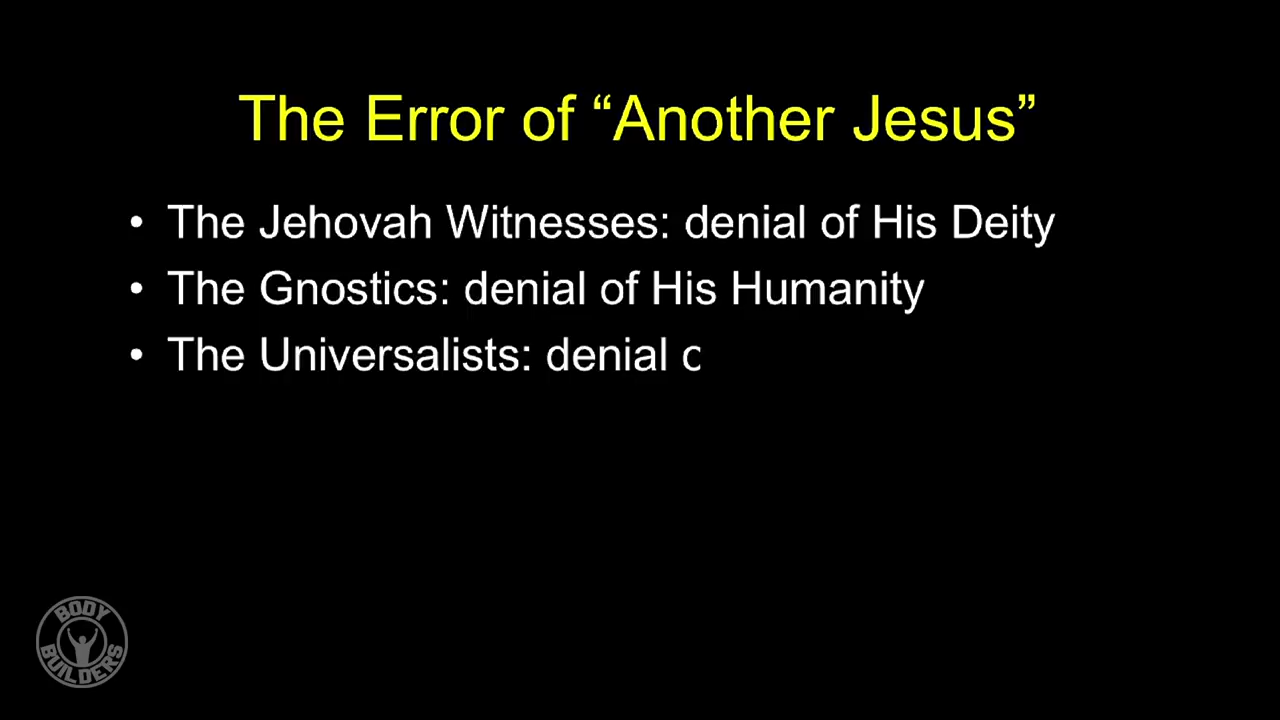 The Error of “Another Jesus”
• The Jehovah Witnesses: denial of His Deity
• The Gnostics: denial of His Humanity
• The Universalists: denial
BODY
BUILDERS